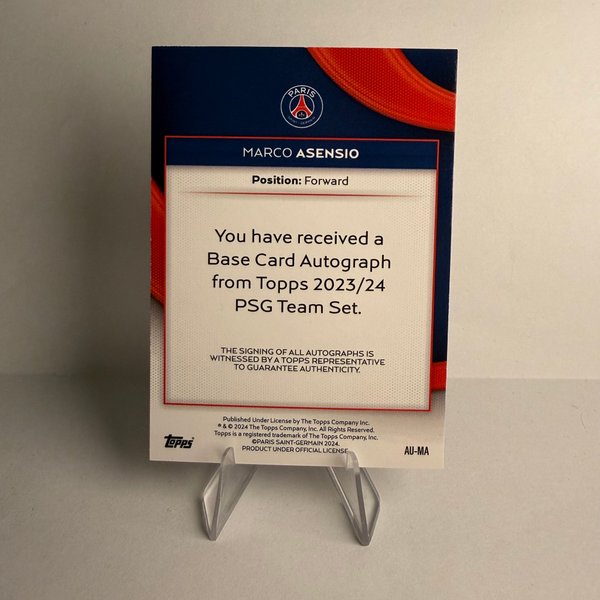 PARIS
MARCO ASENSIO
Position: Forward
You have received a
Base Card Autograph
from Topps 2023/24
PSG Team Set.
THE SIGNING OF ALL AUTOGRAPHS IS
WITNESSED BY A TOPPS REPRESENTATIVE
TO GUARANTEE AUTHENTICITY.
Published Under License by The Topps Company Inc.
® & © 2024 The Topps Company, Inc. All Rights Reserved.
Topps is a registered trademark of The Topps Company, Inc.
©PARIS SAINT-GERMAIN 2024.
PRODUCT UNDER OFFICIAL LICENSE
Topps
AU-MA